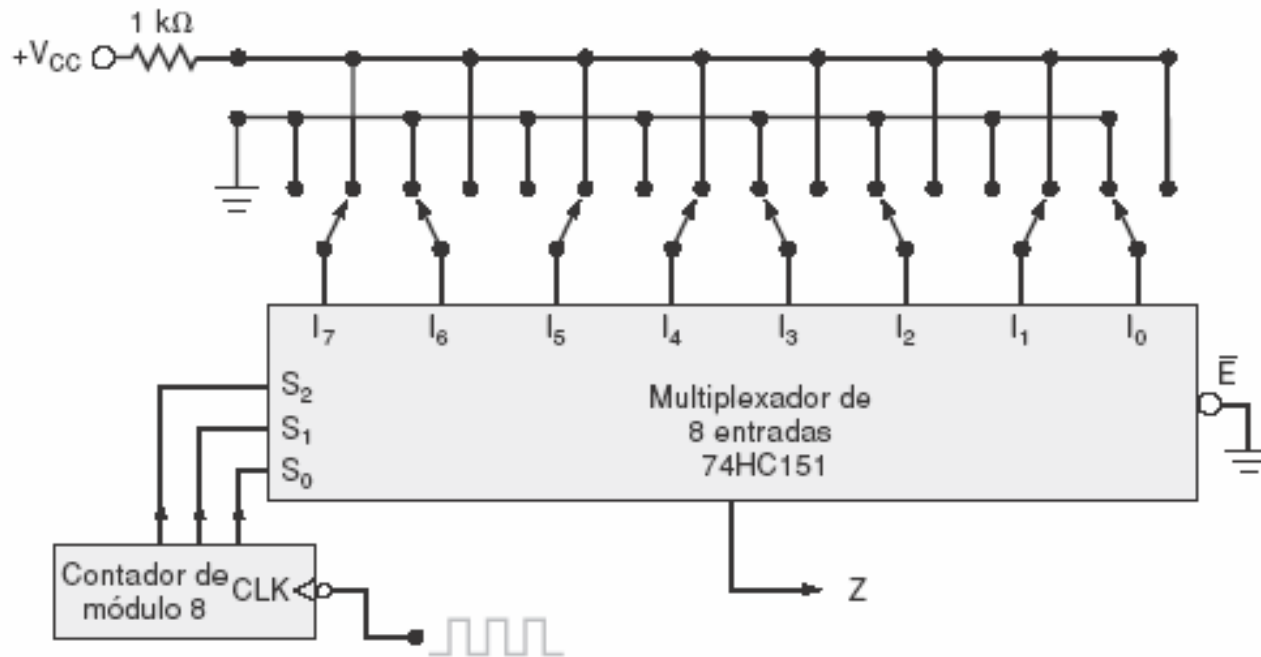 1 kΩ
+V_CC
I₇ I₆ I₅ I₄ I₃ I₂ I₁ I₀
E̅
S₂
S₁
S₀
Multiplexador de
8 entradas
74HC151
Contador de
módulo 8
CLK
Z